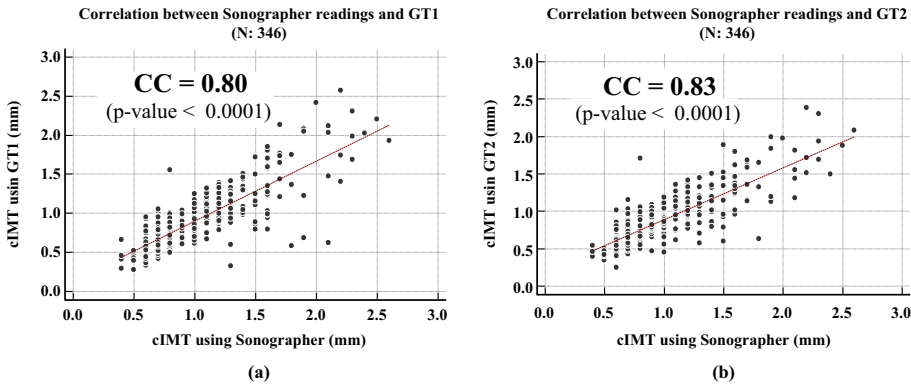 Correlation between Sonographer readings and GT1
(N: 346)
3.0
2.5
2.0
1.5
1.0
0.5
0.0
CC = 0.80
(p-value < 0.0001)
cIMT usin GT1 (mm)
0.0 0.5 1.0 1.5 2.0 2.5 3.0
cIMT using Sonographer (mm)
(a)
Correlation between Sonographer readings and GT2
(N: 346)
3.0
2.5
2.0
1.5
1.0
0.5
0.0
CC = 0.83
(p-value < 0.0001)
cIMT usin GT2 (mm)
0.0 0.5 1.0 1.5 2.0 2.5 3.0
cIMT using Sonographer (mm)
(b)